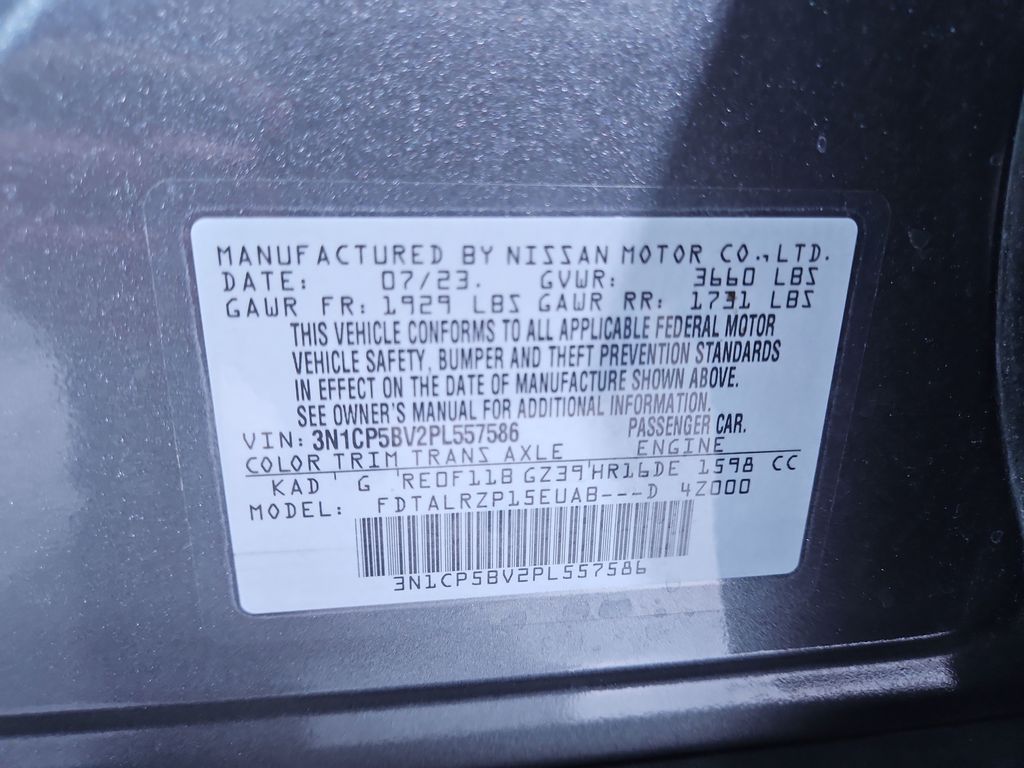 MANUFACTURED BY NISSAN MOTOR CO., LTD.
DATE: 07/23. GVWR: 3660 LBS
GAWR FR: 1929 LBS GAWR RR: 1731 LBS
THIS VEHICLE CONFORMS TO ALL APPLICABLE FEDERAL MOTOR
VEHICLE SAFETY, BUMPER AND THEFT PREVENTION STANDARDS
IN EFFECT ON THE DATE OF MANUFACTURE SHOWN ABOVE.
SEE OWNER'S MANUAL FOR ADDITIONAL INFORMATION.
VIN: 3N1CP5BV2PL557586 PASSENGER CAR.
COLOR TRIM TRANS AXLE ENGINE
KAD G RE0F11B GZ39 HR16DE 1598 CC
MODEL: FDTALRZP15EUAB---D 4Z000
3N1CP5BV2PL557586